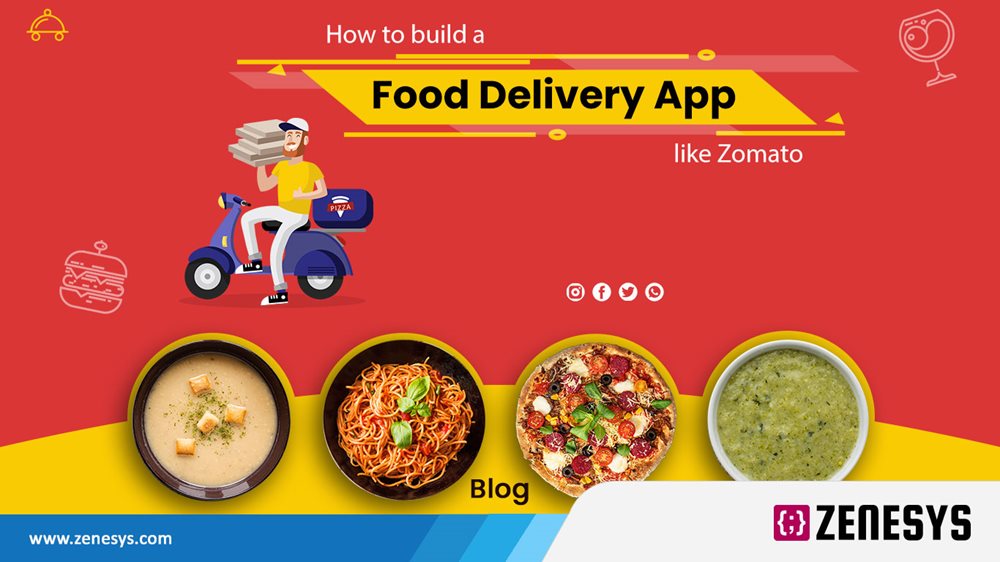 How to build a
Food Delivery App
like Zomato
PIZZA
Blog
www.zenesys.com
{;} ZENESYS